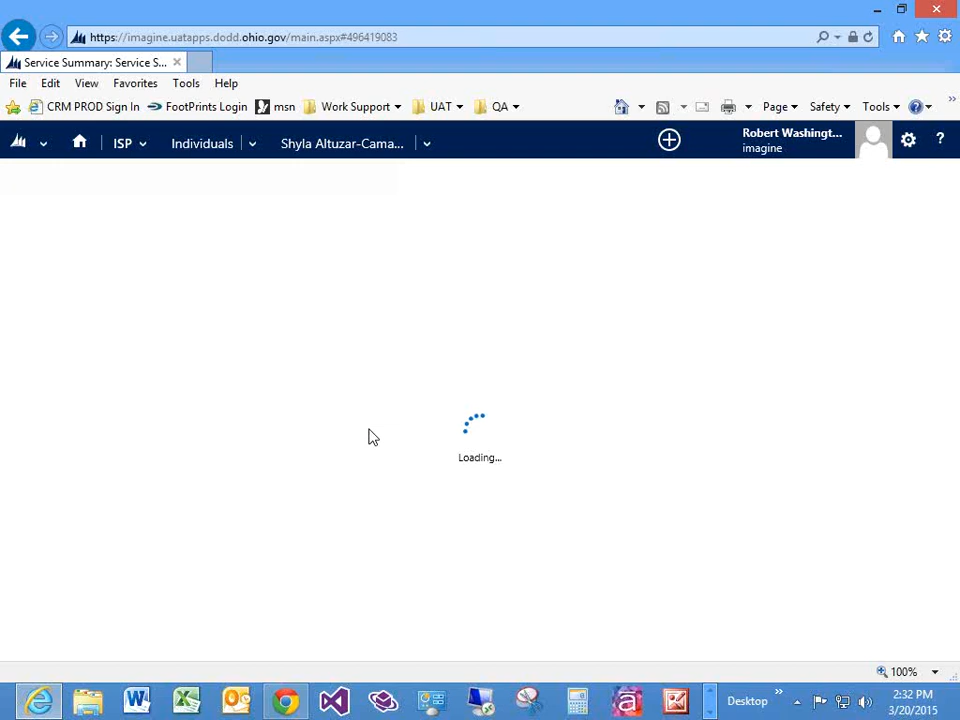 https://imagine.uatapps.dodd.ohio.gov/main.aspx#496419083
Service Summary: Service S...
File Edit View Favorites Tools Help
CRM PROD Sign In FootPrints Login msn Work Support UAT QA Page Safety Tools
ISP Individuals Shyla Altuzar-Cama... Robert Washingt...
imagine
Loading...
100%
Desktop
2:32 PM
3/20/2015